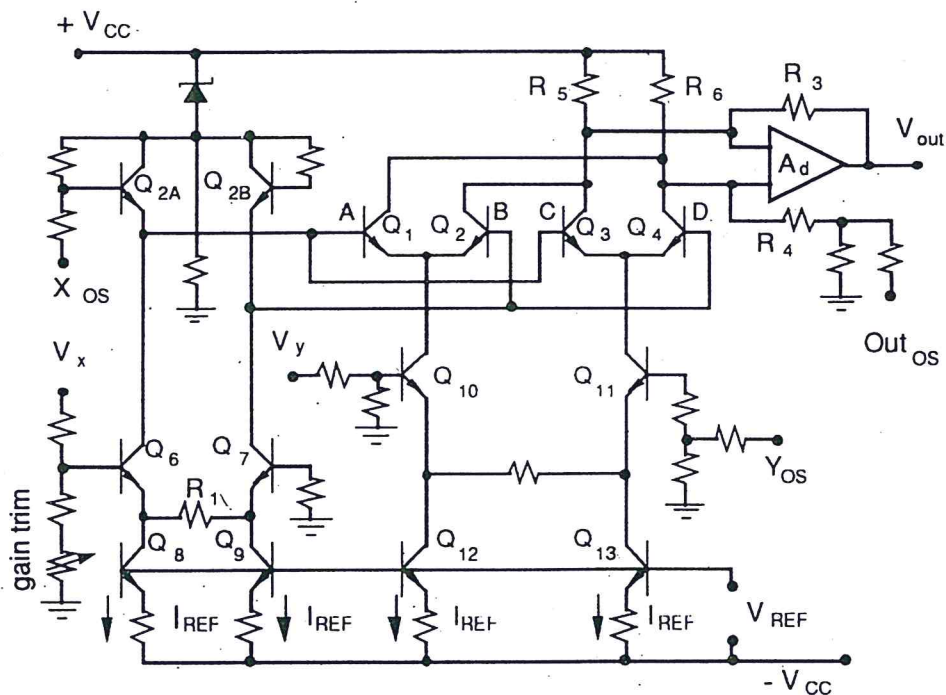 + V CC
R 5
R 6
R 3
V out
A d
Q 2A
Q 2B
A
Q 1
Q 2
B
C
Q 3
Q 4
D
R 4
X OS
Out OS
V x
V y
Q 10
Q 11
Y OS
Q 6
Q 7
R 1
gain trim
Q 8
Q 9
Q 12
Q 13
I REF
I REF
I REF
I REF
V REF
- V CC